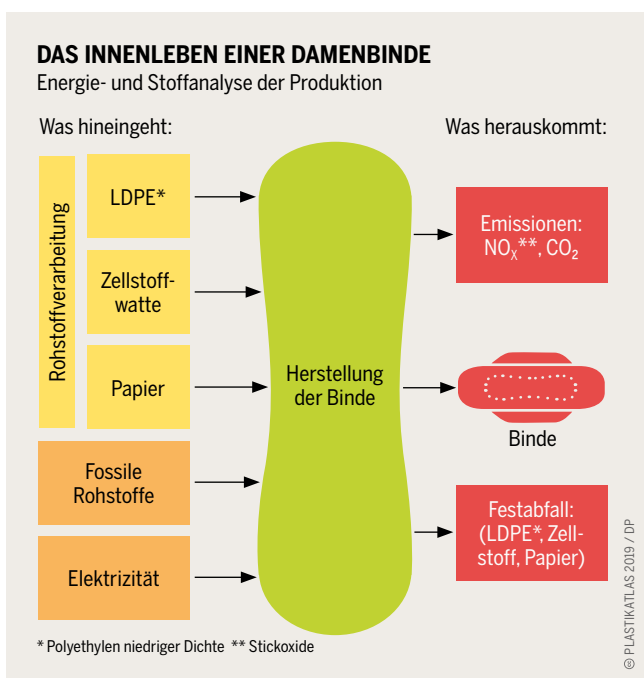 DAS INNENLEBEN EINER DAMENBINDE
Energie- und Stoffanalyse der Produktion
Was hineingeht:
Was herauskommt:
Rohstoffverarbeitung
LDPE*
Zellstoff-
watte
Papier
Fossile
Rohstoffe
Elektrizität
Herstellung
der Binde
Emissionen:
NOₓ**, CO₂
Binde
Festabfall:
(LDPE*, Zell-
stoff, Papier)
* Polyethylen niedriger Dichte ** Stickoxide
🅭 PLASTIKATLAS 2019 / DP